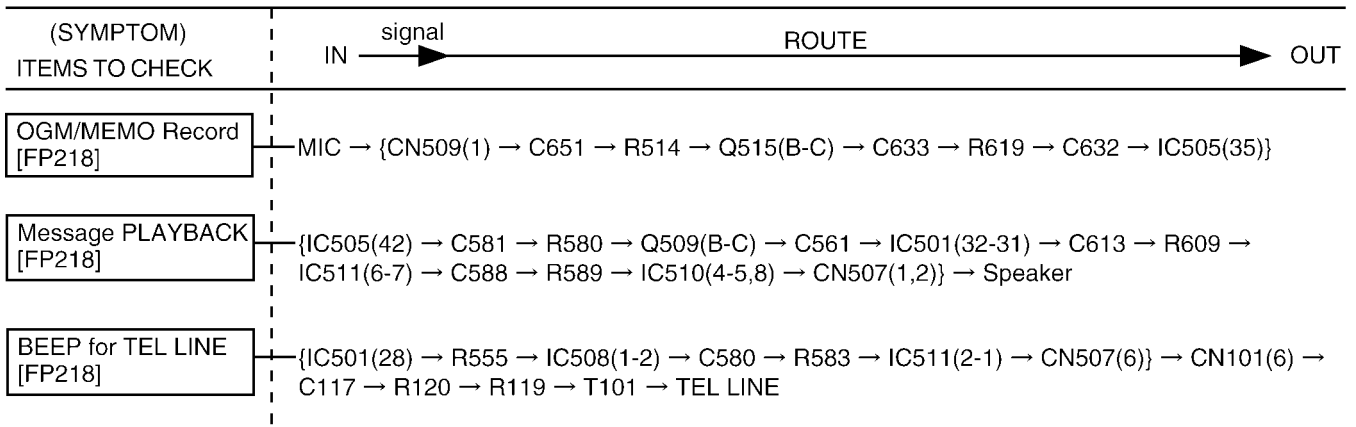 (SYMPTOM)
ITEMS TO CHECK
IN signal ROUTE OUT
OGM/MEMO Record
[FP218]
MIC → {CN509(1) → C651 → R514 → Q515(B-C) → C633 → R619 → C632 → IC505(35)}
Message PLAYBACK
[FP218]
{IC505(42) → C581 → R580 → Q509(B-C) → C561 → IC501(32-31) → C613 → R609 →
IC511(6-7) → C588 → R589 → IC510(4-5,8) → CN507(1,2)} → Speaker
BEEP for TEL LINE
[FP218]
{IC501(28) → R555 → IC508(1-2) → C580 → R583 → IC511(2-1) → CN507(6)} → CN101(6) →
C117 → R120 → R119 → T101 → TEL LINE